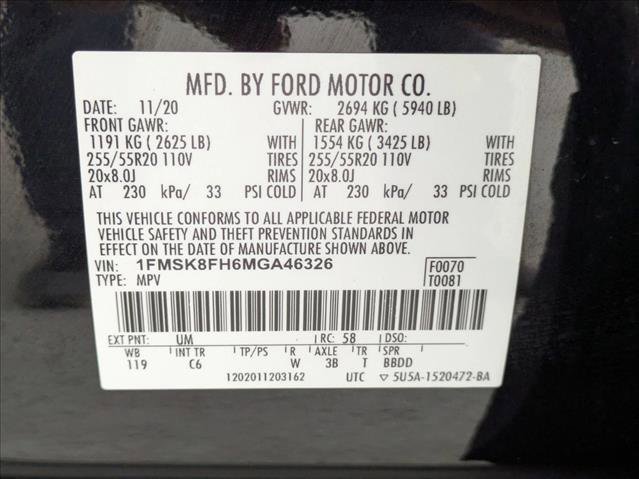 MFD. BY FORD MOTOR CO.
DATE: 11/20 GVWR: 2694 KG ( 5940 LB)
FRONT GAWR: REAR GAWR:
1191 KG ( 2625 LB) WITH 1554 KG ( 3425 LB) WITH
255/55R20 110V TIRES 255/55R20 110V TIRES
20x8.0J RIMS 20x8.0J RIMS
AT 230 kPa/ 33 PSI COLD AT 230 kPa/ 33 PSI COLD
THIS VEHICLE CONFORMS TO ALL APPLICABLE FEDERAL MOTOR
VEHICLE SAFETY AND THEFT PREVENTION STANDARDS IN
EFFECT ON THE DATE OF MANUFACTURE SHOWN ABOVE.
VIN: 1FMSK8FH6MGA46326 F0070
TYPE: MPV T0081
EXT PNT: UM RC: 58 DSO:
WB INT TR TP/PS R AXLE TR SPR
119 C6 W 3B T BBDD
1202011203162 UTC ▽ 5U5A-1520472-BA